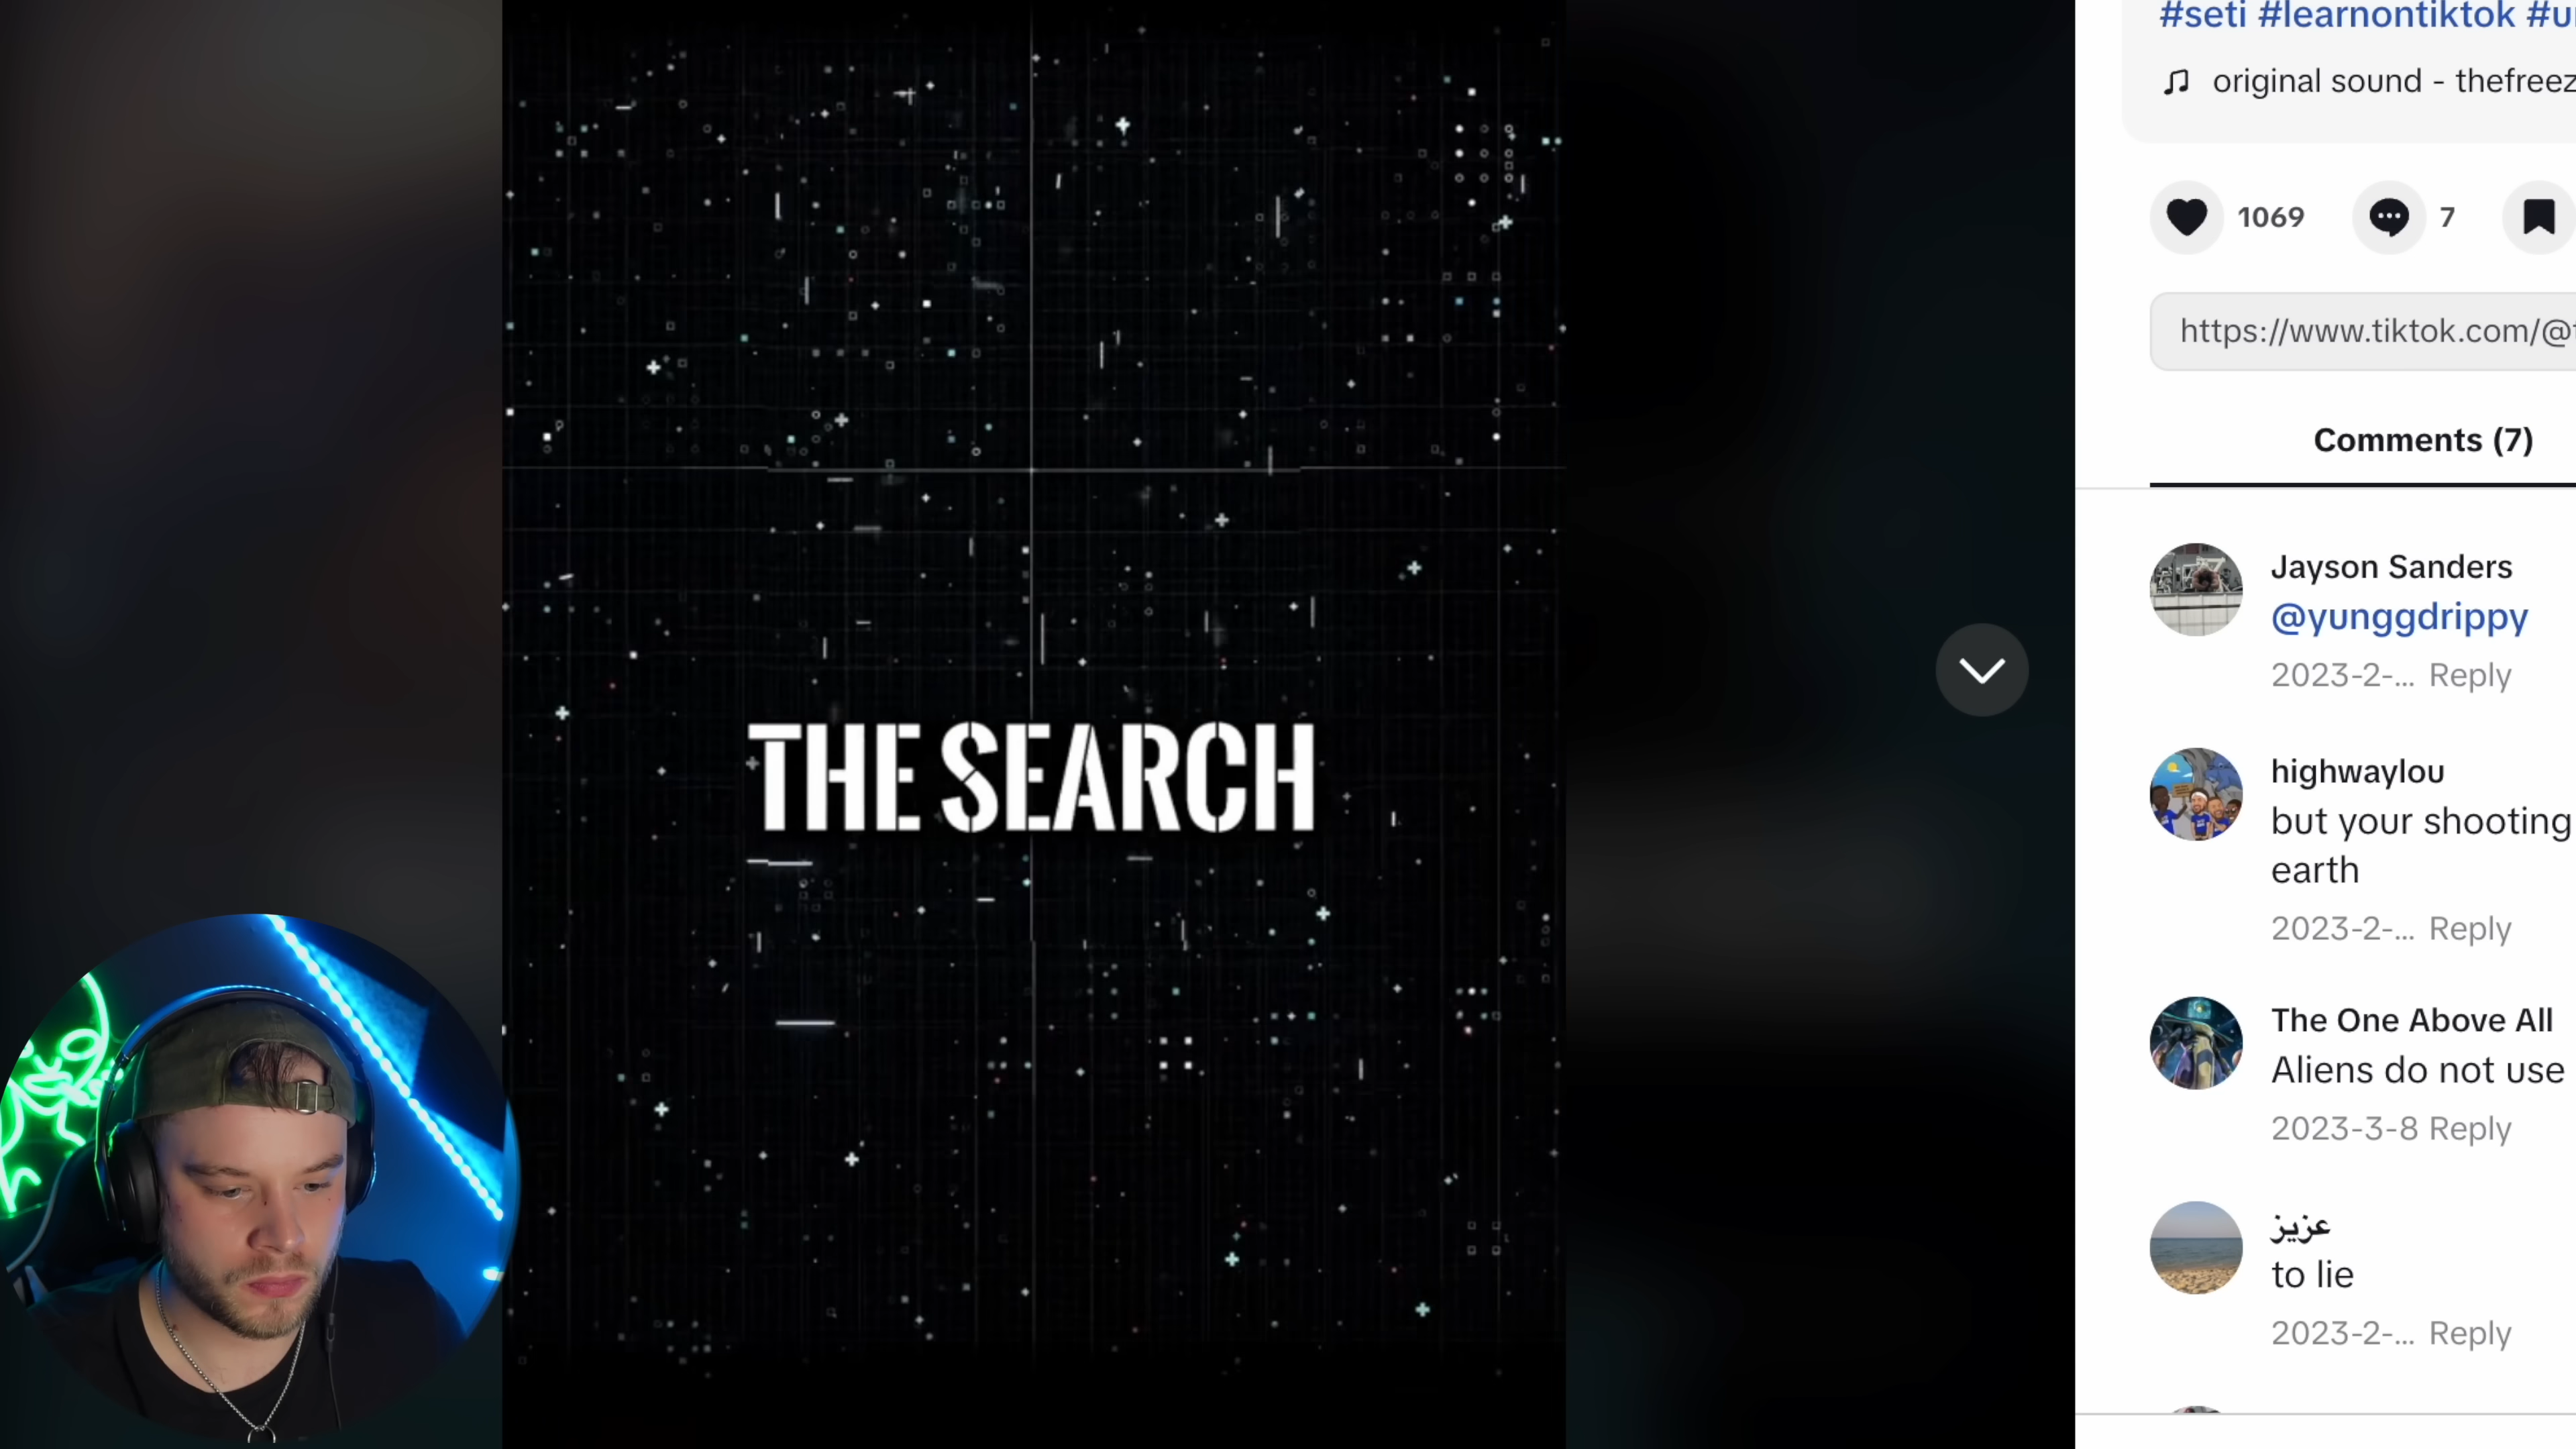 THE SEARCH
#seti #learnontiktok
original sound - thefreez
1069
7
https://www.tiktok.com/@
Comments (7)
Jayson Sanders
@yunggdrippy
2023-2-... Reply
highwaylou
but your shooting
earth
2023-2-... Reply
The One Above All
Aliens do not use
2023-3-8 Reply
عزيز
to lie
2023-2-... Reply